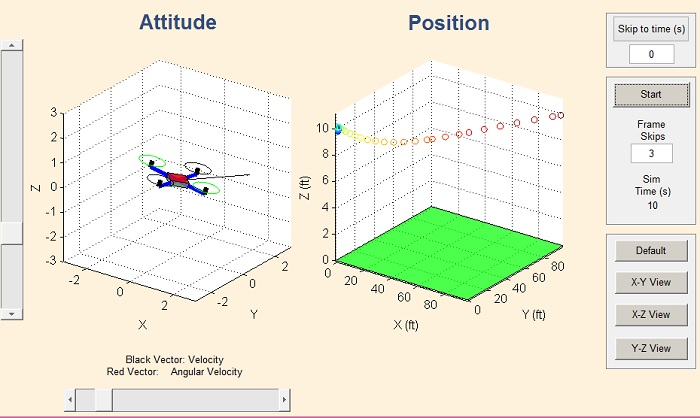 Attitude
Position
Skip to time (s)
0
Start
Frame
Skips
3
Sim
Time (s)
10
Default
X-Y View
X-Z View
Y-Z View
3
2
1
0
-1
-2
-3
Z
-2
0
2
X
-2
0
2
Y
10
8
6
4
2
0
Z (ft)
0
20
40
60
80
X (ft)
0
20
40
60
80
Y (ft)
Black Vector: Velocity
Red Vector: Angular Velocity